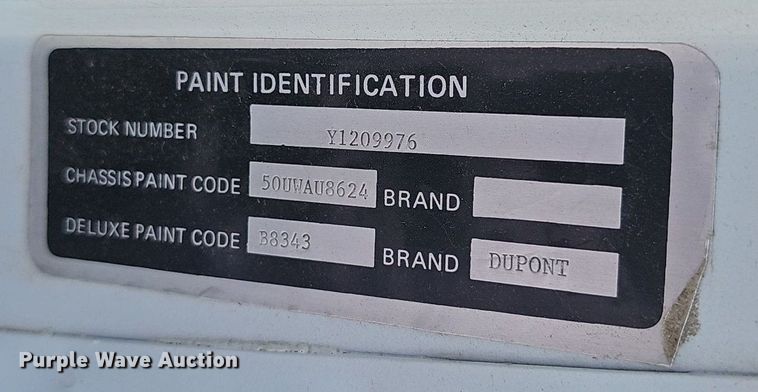 PAINT IDENTIFICATION
STOCK NUMBER Y1209976
CHASSIS PAINT CODE 50UWAU8624 BRAND
DELUXE PAINT CODE B8343 BRAND DUPONT
Purple Wave Auction